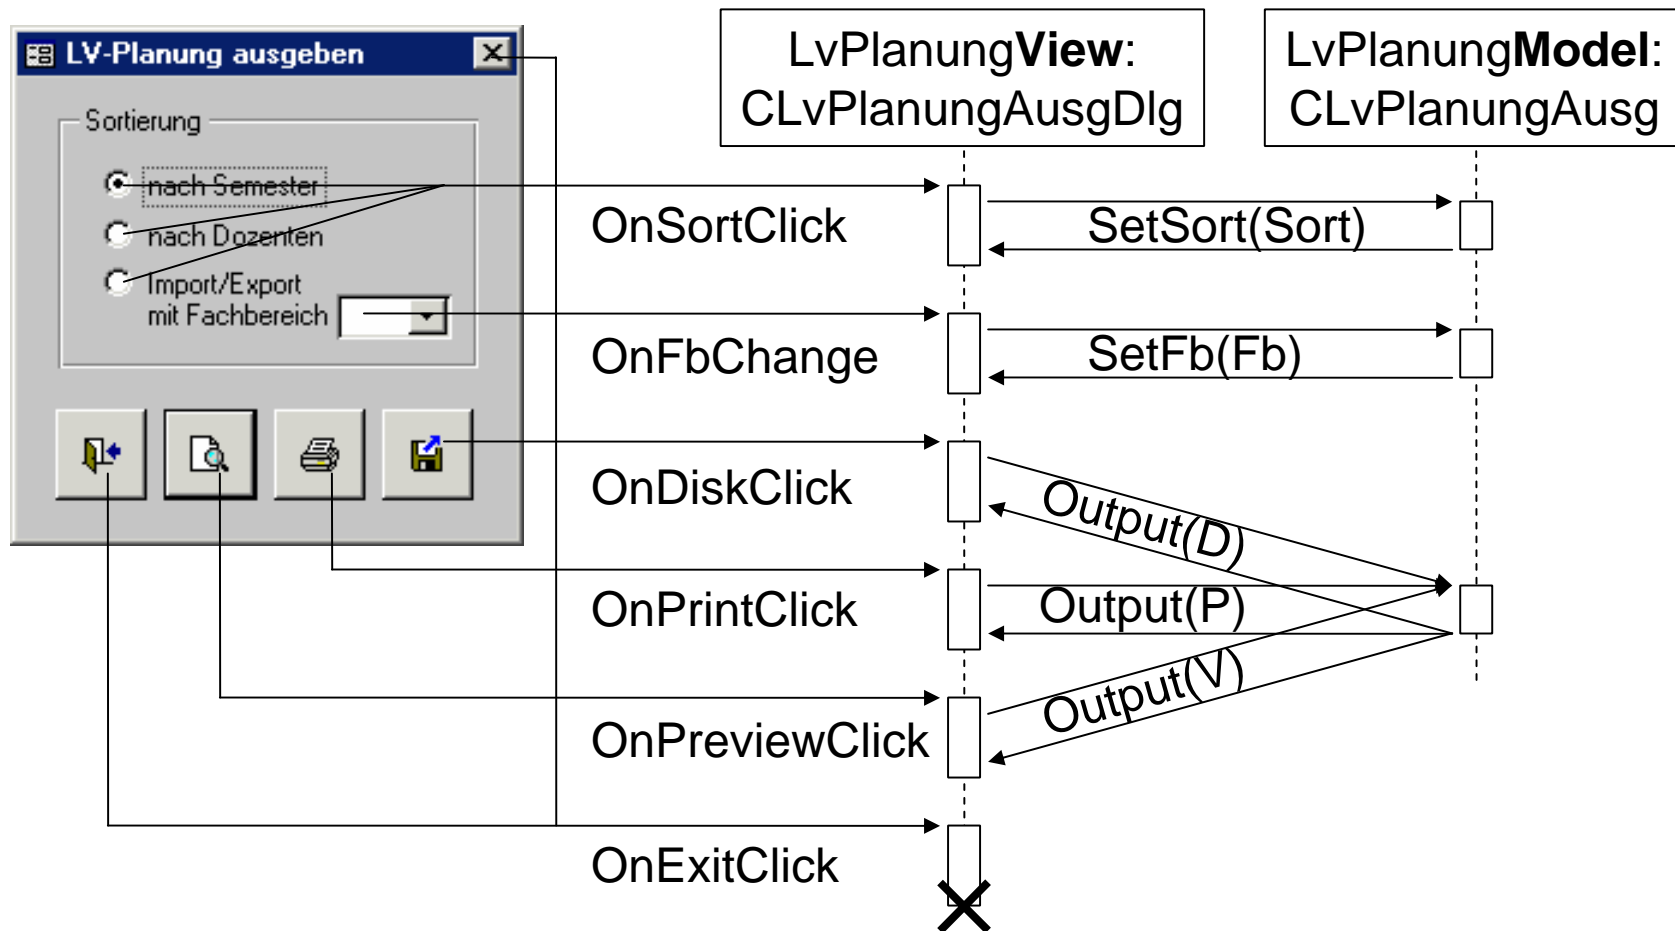 LV-Planung ausgeben
Sortierung
nach Semester
nach Dozenten
Import/Export
mit Fachbereich
LvPlanungView:
CLvPlanungAusgDlg
LvPlanungModel:
CLvPlanungAusg
OnSortClick
SetSort(Sort)
OnFbChange
SetFb(Fb)
OnDiskClick
Output(D)
OnPrintClick
Output(P)
OnPreviewClick
Output(V)
OnExitClick